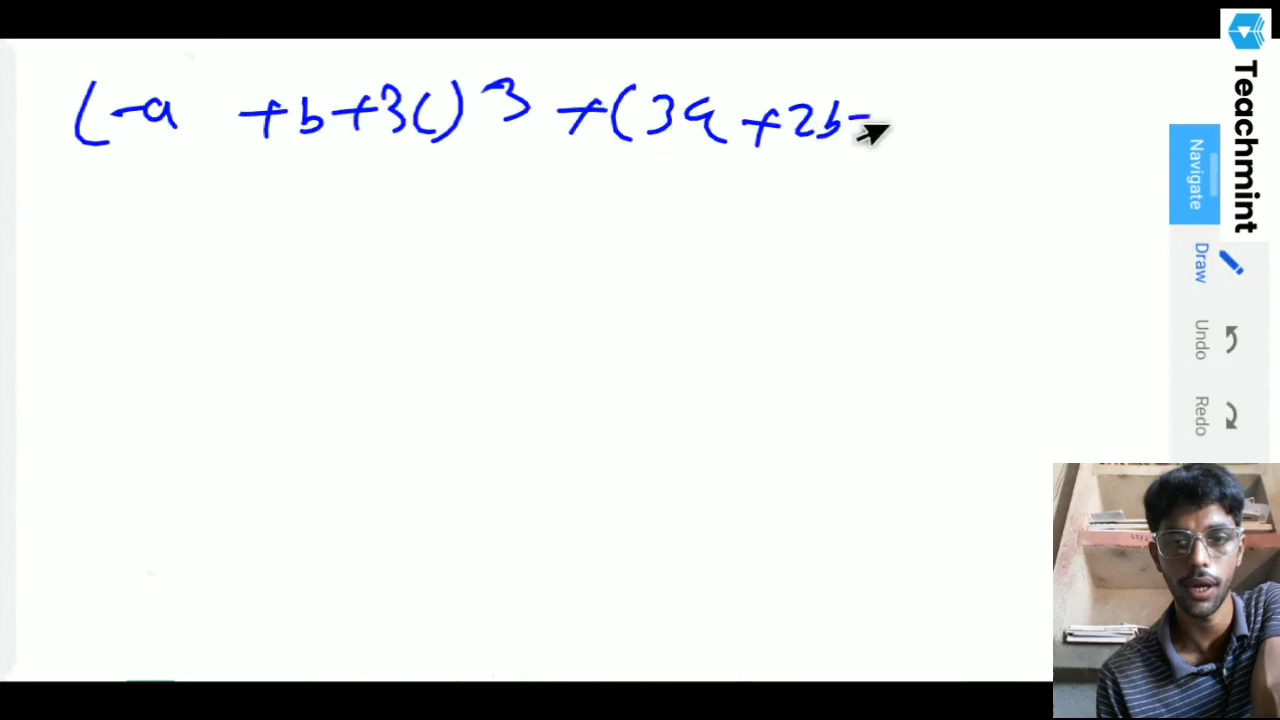 (-a +b+3c)3 +(3a +2b-
Teachmint
Navigate
Draw
Undo
Redo